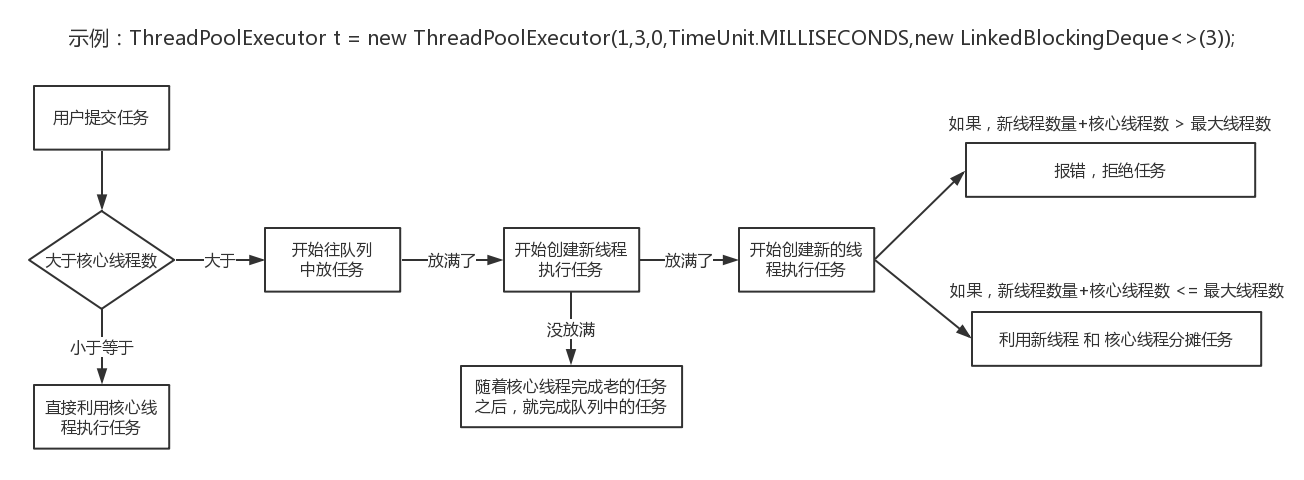 示例：ThreadPoolExecutor t = new ThreadPoolExecutor(1,3,0,TimeUnit.MILLISECONDS,new LinkedBlockingDeque<>(3));
用户提交任务
大于核心线程数
大于
开始往队列
中放任务
放满了
开始创建新线程
执行任务
放满了
开始创建新的线
程执行任务
如果，新线程数量+核心线程数 > 最大线程数
报错，拒绝任务
如果，新线程数量+核心线程数 <= 最大线程数
利用新线程 和 核心线程分摊任务
没放满
随着核心线程完成老的任务
之后，就完成队列中的任务
小于等于
直接利用核心线
程执行任务